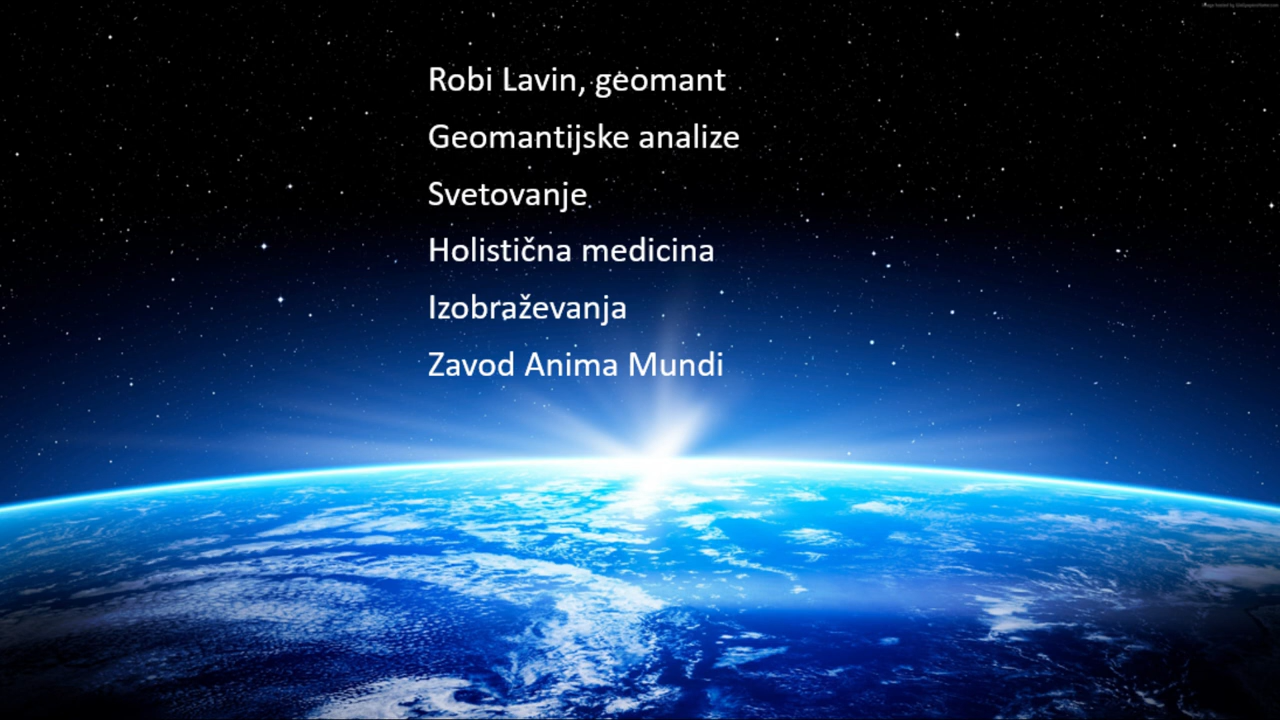 Robi Lavin, geomant
Geomantijske analize
Svetovanje
Holistična medicina
Izobraževanja
Zavod Anima Mundi